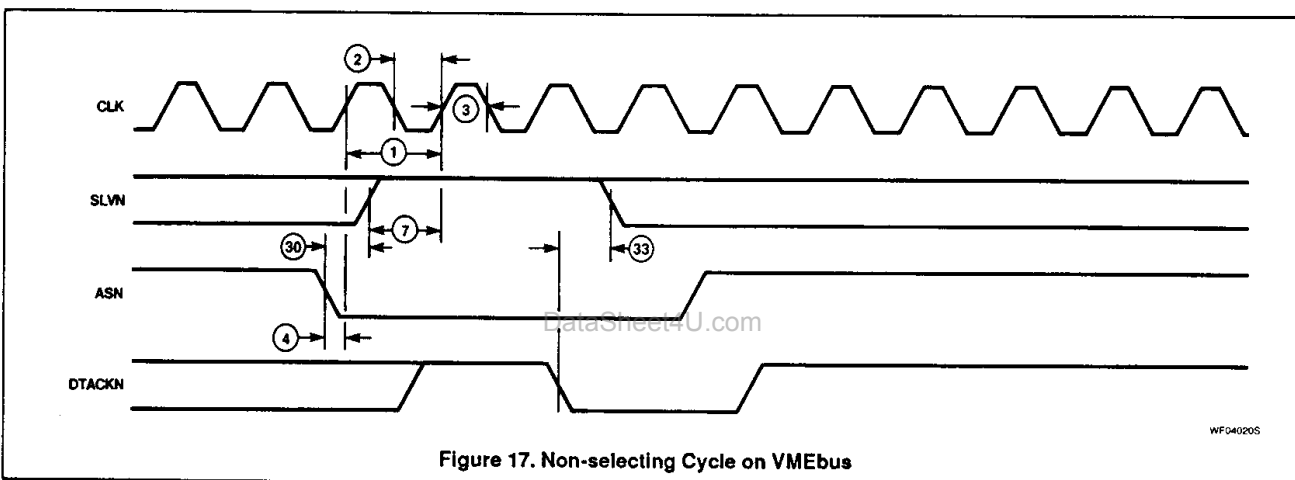 2
CLK
3
1
SLVN
7
30
33
ASN
DataSheet4U.com
4
DTACKN
WF04020S
Figure 17. Non-selecting Cycle on VMEbus